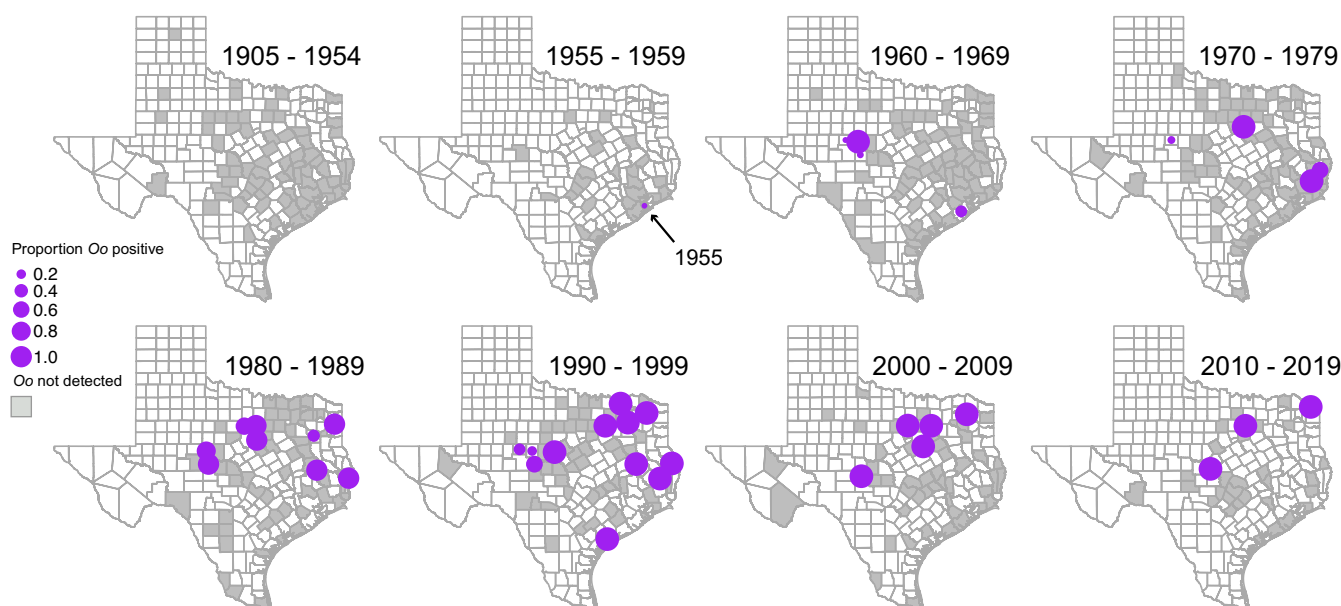 1905 - 1954
1955 - 1959
1960 - 1969
1970 - 1979
1955
Proportion Oo positive
0.2
0.4
0.6
0.8
1.0
Oo not detected
1980 - 1989
1990 - 1999
2000 - 2009
2010 - 2019